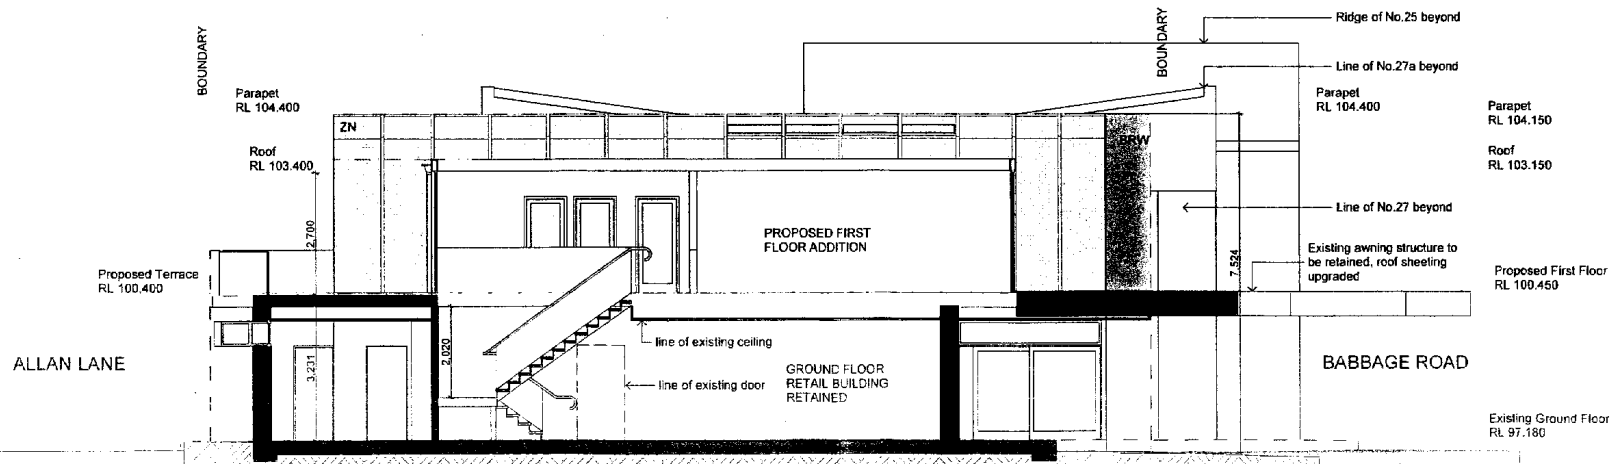 BOUNDARY
BOUNDARY
Ridge of No.25 beyond
Line of No.27a beyond
Parapet
RL 104.400
Parapet
RL 104.400
Parapet
RL 104.150
ZN
BRW
Roof
RL 103.400
Roof
RL 103.150
Line of No.27 beyond
2,700
PROPOSED FIRST
FLOOR ADDITION
7,524
Existing awning structure to
be retained, roof sheeting
upgraded
Proposed Terrace
RL 100.400
Proposed First Floor
RL 100.450
line of existing ceiling
2,020
3,231
ALLAN LANE
line of existing door
GROUND FLOOR
RETAIL BUILDING
RETAINED
BABBAGE ROAD
Existing Ground Floor
RL 97.180